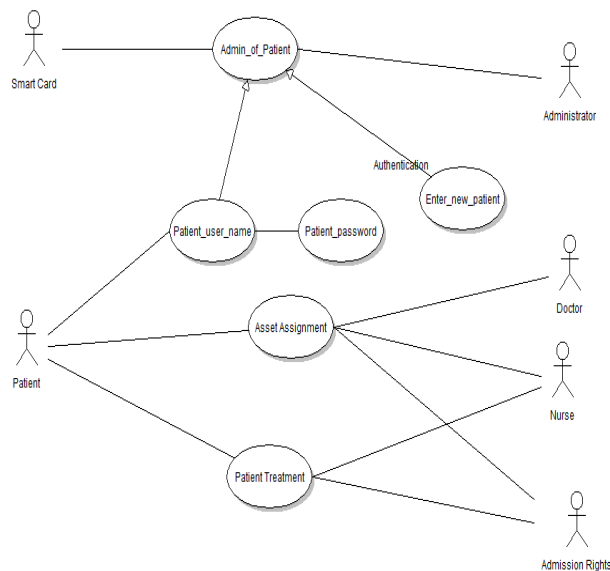 Admin_of_Patient
Smart Card
Administrator
Authentication
Enter_new_patient
Patient_user_name
Patient_password
Doctor
Asset Assignment
Patient
Nurse
Patient Treatment
Admission Rights